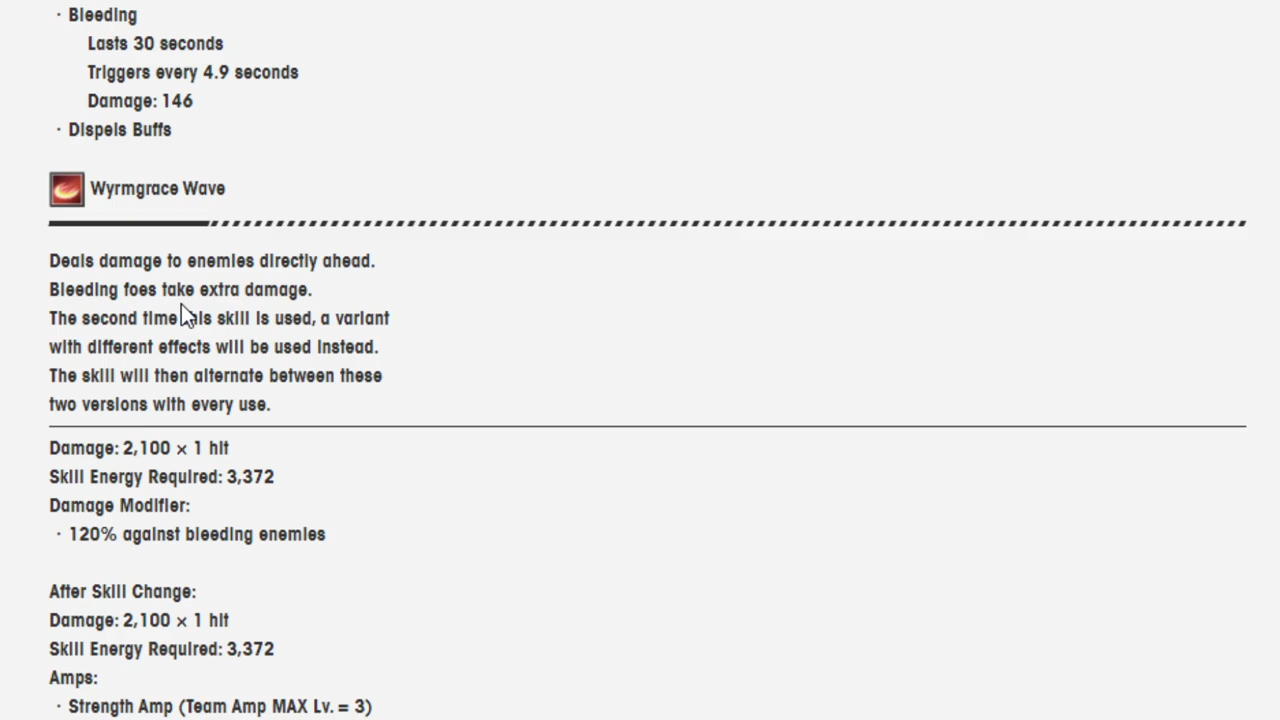 · Bleeding
Lasts 30 seconds
Triggers every 4.9 seconds
Damage: 146
· Dispels Buffs
Wyrmgrace Wave
Deals damage to enemies directly ahead.
Bleeding foes take extra damage.
The second time this skill is used, a variant
with different effects will be used instead.
The skill will then alternate between these
two versions with every use.
Damage: 2,100 × 1 hit
Skill Energy Required: 3,372
Damage Modifier:
· 120% against bleeding enemies
After Skill Change:
Damage: 2,100 × 1 hit
Skill Energy Required: 3,372
Amps:
· Strength Amp (Team Amp MAX Lv. = 3)